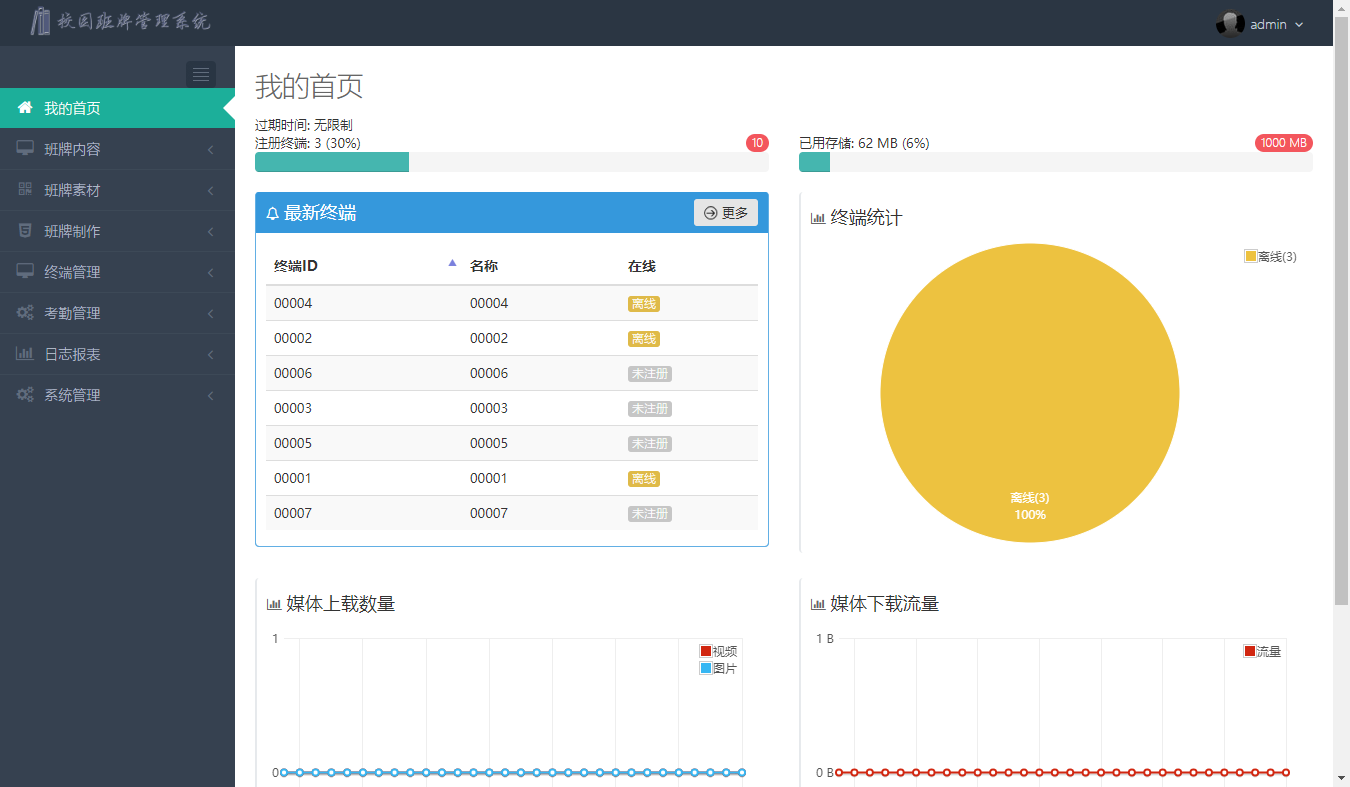 校园班牌管理系统
admin
我的首页
班牌内容
班牌素材
班牌制作
终端管理
考勤管理
日志报表
系统管理
我的首页
过期时间: 无限制
注册终端: 3 (30%) 10
已用存储: 62 MB (6%) 1000 MB
最新终端 更多
终端ID 名称 在线
00004 00004 离线
00002 00002 离线
00006 00006 未注册
00003 00003 未注册
00005 00005 未注册
00001 00001 离线
00007 00007 未注册
终端统计
离线(3)
离线(3)
100%
媒体上载数量
1
视频
图片
0
媒体下载流量
1 B
流量
0 B